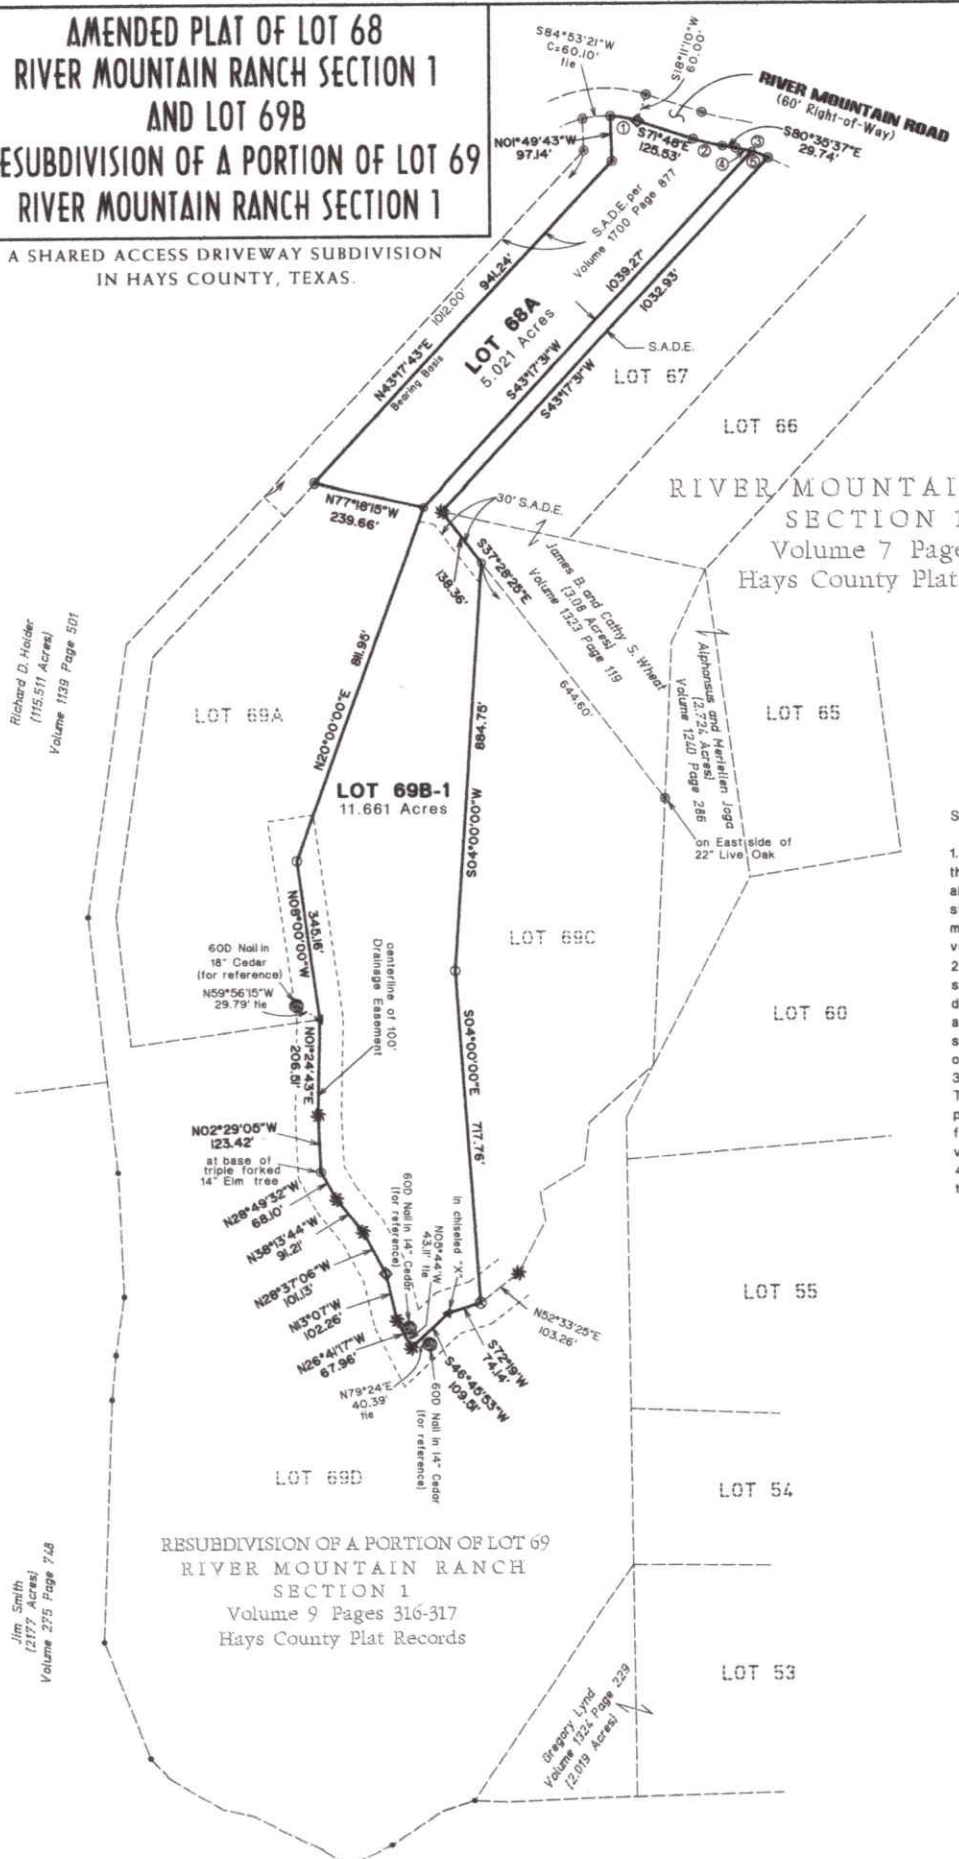 AMENDED PLAT OF LOT 68
RIVER MOUNTAIN RANCH SECTION 1
AND LOT 69B
ESUBDIVISION OF A PORTION OF LOT 69
RIVER MOUNTAIN RANCH SECTION 1
A SHARED ACCESS DRIVEWAY SUBDIVISION
IN HAYS COUNTY, TEXAS.
S84°53'21"W
C=60.10'
tie
S18°11'10"W
60.00'
RIVER MOUNTAIN ROAD
(60' Right-of-Way)
N01°49'43"W
97.14'
①
S71°48'E
125.53'
②
③
④
⑤
S80°35'37"E
29.74'
S.A.D.E. per
Volume 1700 Page 877
1012.00'
941.24'
N43°17'43"E
Bearing Basis
LOT 68A
5.021 Acres
1039.27'
S43°17'31"W
1032.93'
S43°17'31"W
S.A.D.E.
LOT 67
LOT 66
RIVER MOUNTAI
SECTION 1
Volume 7 Page
Hays County Plat
N77°18'15"W
239.66'
30' S.A.D.E.
S37°28'25"E
138.36'
James B. and Cathy S. Wheat
(3.08 Acres)
Volume 1323 Page 119
644.60'
Alphonsus and
(2.724 Acres)
Volume 1240 Page 286
Richard D. Holder
(115.511 Acres)
Volume 1139 Page 501
LOT 69A
811.95'
N20°00'00"E
884.75'
S04°00'00"W
LOT 65
LOT 69B-1
11.661 Acres
on East side of
22" Live Oak
345.16'
N08°00'00"W
60D Nail in
18" Cedar
(for reference)
N59°56'15"W
29.79' tie
centerline of 100'
Drainage Easement
LOT 69C
LOT 60
N01°24'43"E
206.51'
S04°00'00"E
717.76'
N02°29'05"W
123.42'
at base of
triple forked
14" Elm tree
N28°49'32"W
68.10'
N38°13'44"W
91.21'
N28°37'06"W
101.13'
N13°07'W
102.26'
N26°41'17"W
67.96'
60D Nail in 14" Cedar
(for reference)
N05°44'W
43.11' tie
in chiseled "X"
LOT 55
N52°33'25"E
103.26'
S72°19'W
74.14'
S46°45'53"W
109.51'
N79°24'E
40.39'
tie
60D Nail in 14" Cedar
(for reference)
LOT 69D
LOT 54
RESUBDIVISION OF A PORTION OF LOT 69
RIVER MOUNTAIN RANCH
SECTION 1
Volume 9 Pages 316-317
Hays County Plat Records
Jim Smith
(2177 Acres)
Volume 275 Page 748
LOT 53
Gregory Lynd
Volume 1324 Page 229
(2.019 Acres)
S
1.
th
al
s
m
v
2
s
d
a
s
o
3
T
p
f
v
4
t